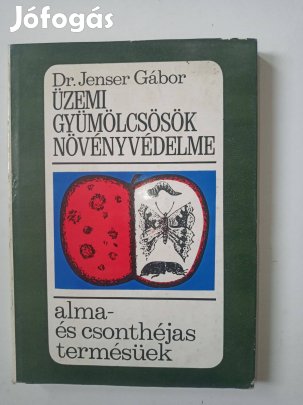 Jófogás
Dr. Jenser Gábor
ÜZEMI
GYÜMÖLCSÖSÖK
NÖVÉNYVÉDELME
alma-
és csonthéjas
termésüek